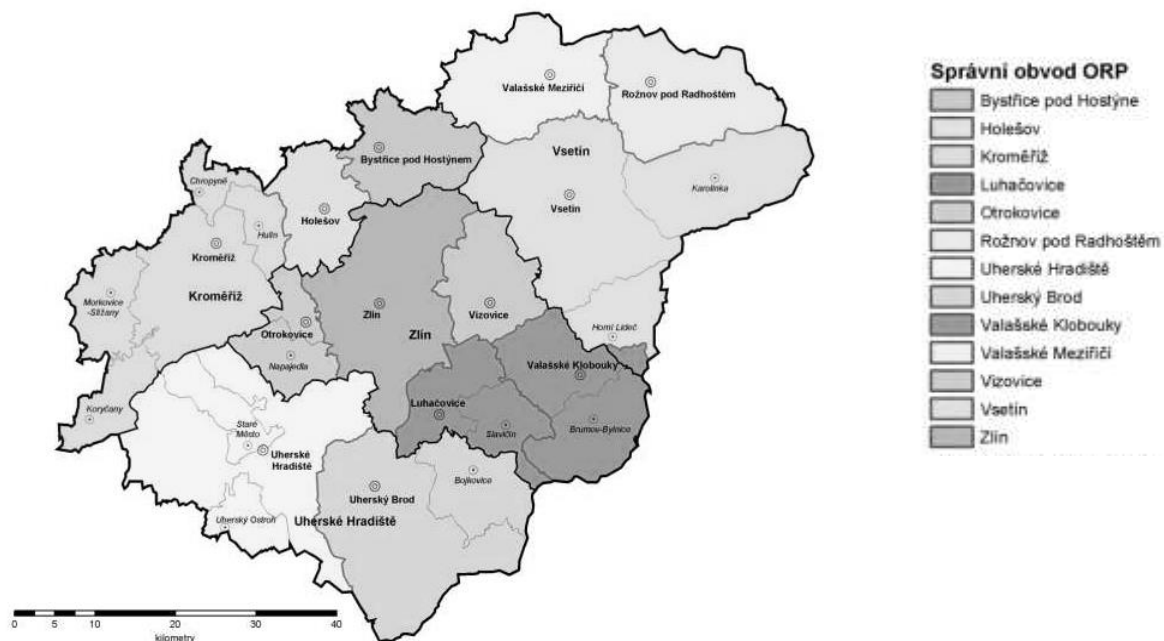 Valašské Meziříčí
Rožnov pod Radhoštěm
Bystřice pod Hostýnem
Vsetín
Vsetín
Karolinka
Chropyně
Holešov
Hulín
Kroměříž
Kroměříž
Morkovice
-Slížany
Zlín
Zlín
Vizovice
Otrokovice
Napajedla
Horní Lideč
Valašské Klobouky
Luhačovice
Slavičín
Brumov-Bylnice
Koryčany
Staré
Město
Uherské
Hradiště
Bojkovice
Uherský Brod
Uherský Ostroh
Uherské Hradiště
0 5 10 20 30 40
kilometry
Správní obvod ORP
Bystřice pod Hostýne
Holešov
Kroměříž
Luhačovice
Otrokovice
Rožnov pod Radhoštěm
Uherské Hradiště
Uherský Brod
Valašské Klobouky
Valašské Meziříčí
Vizovice
Vsetín
Zlín